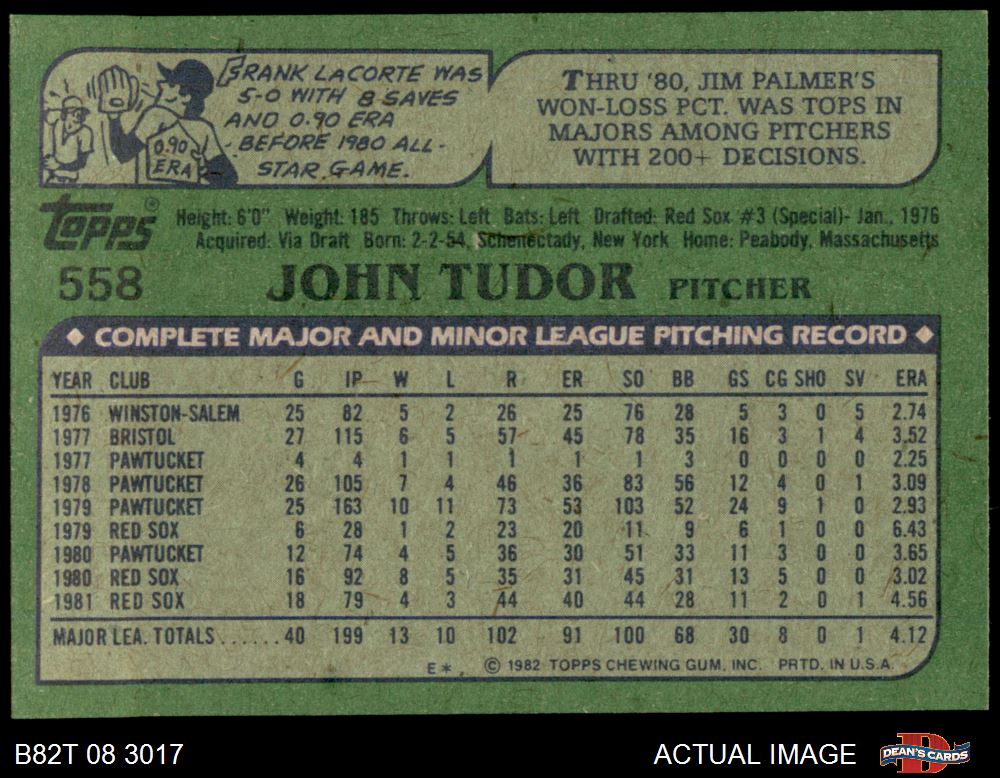 FRANK LACORTE WAS
5-0 WITH 8 SAVES
AND 0.90 ERA
BEFORE 1980 ALL-
STAR GAME.
0.90
ERA
THRU '80, JIM PALMER'S
WON-LOSS PCT. WAS TOPS IN
MAJORS AMONG PITCHERS
WITH 200+ DECISIONS.
Topps®
Height: 6'0" Weight: 185 Throws: Left Bats: Left Drafted: Red Sox #3 (Special)- Jan., 1976
Acquired: Via Draft Born: 2-2-54, Schenectady, New York Home: Peabody, Massachusetts
558 JOHN TUDOR PITCHER
◆ COMPLETE MAJOR AND MINOR LEAGUE PITCHING RECORD ◆
YEAR CLUB G IP W L R ER SO BB GS CG SHO SV ERA
1976 WINSTON-SALEM 25 82 5 2 26 25 76 28 5 3 0 5 2.74
1977 BRISTOL 27 115 6 5 57 45 78 35 16 3 1 4 3.52
1977 PAWTUCKET 4 4 1 1 1 1 1 3 0 0 0 0 2.25
1978 PAWTUCKET 26 105 7 4 46 36 83 56 12 4 0 1 3.09
1979 PAWTUCKET 25 163 10 11 73 53 103 52 24 9 1 0 2.93
1979 RED SOX 6 28 1 2 23 20 11 9 6 1 0 0 6.43
1980 PAWTUCKET 12 74 4 5 36 30 51 33 11 3 0 0 3.65
1980 RED SOX 16 92 8 5 35 31 45 31 13 5 0 0 3.02
1981 RED SOX 18 79 4 3 44 40 44 28 11 2 0 1 4.56
MAJOR LEA. TOTALS......40 199 13 10 102 91 100 68 30 8 0 1 4.12
E* © 1982 TOPPS CHEWING GUM, INC. PRTD. IN U.S.A.
B82T 08 3017 ACTUAL IMAGE DEAN'S CARDS